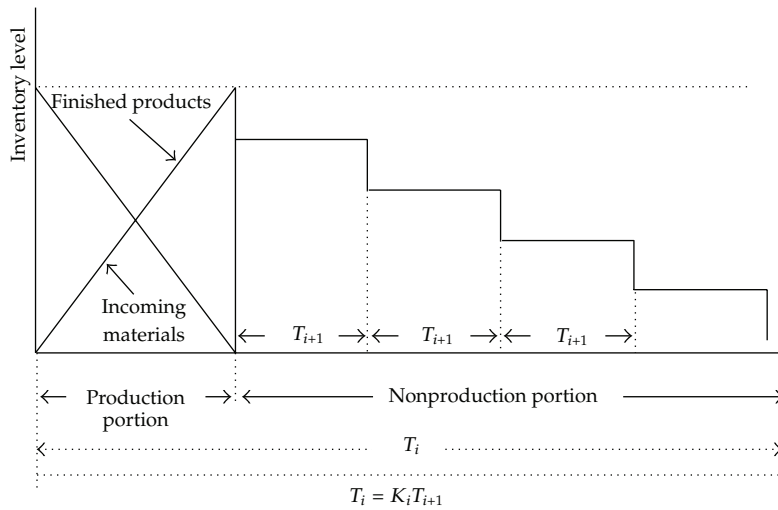 Inventory level
Finished products
Incoming
materials
T_{i+1}
T_{i+1}
T_{i+1}
Production
portion
Nonproduction portion
T_i
T_i = K_i T_{i+1}